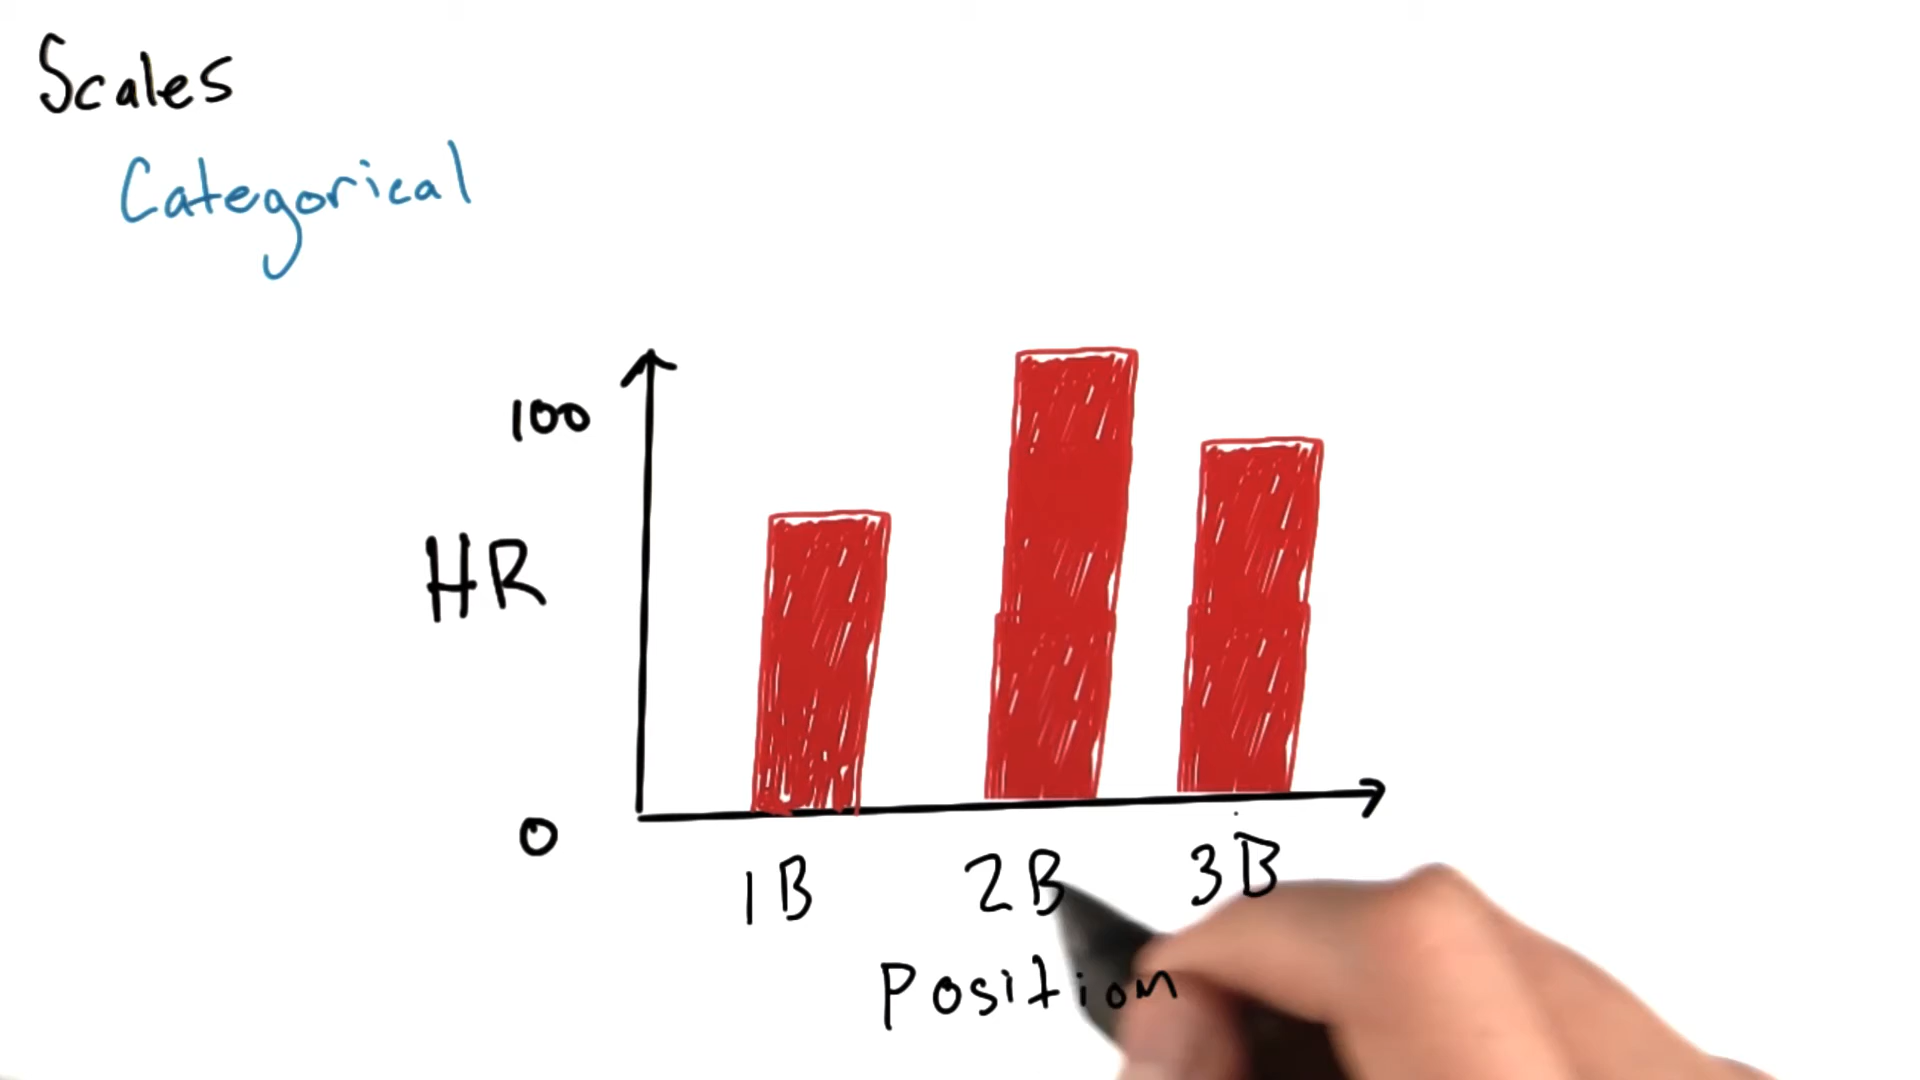 Scales
Categorical
100
HR
0
1B 2B 3B
Position